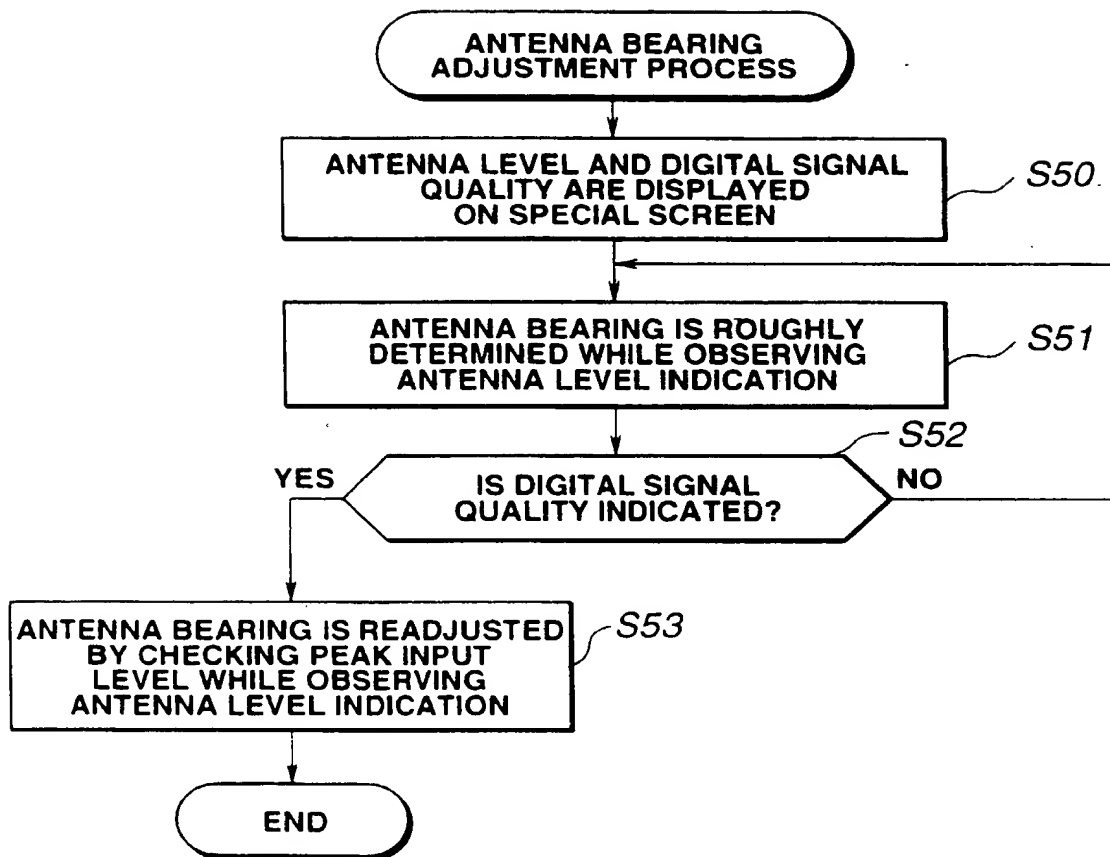 ANTENNA BEARING
ADJUSTMENT PROCESS
ANTENNA LEVEL AND DIGITAL SIGNAL
QUALITY ARE DISPLAYED
ON SPECIAL SCREEN
S50
ANTENNA BEARING IS ROUGHLY
DETERMINED WHILE OBSERVING
ANTENNA LEVEL INDICATION
S51
S52
YES
IS DIGITAL SIGNAL
QUALITY INDICATED?
NO
ANTENNA BEARING IS READJUSTED
BY CHECKING PEAK INPUT
LEVEL WHILE OBSERVING
ANTENNA LEVEL INDICATION
S53
END